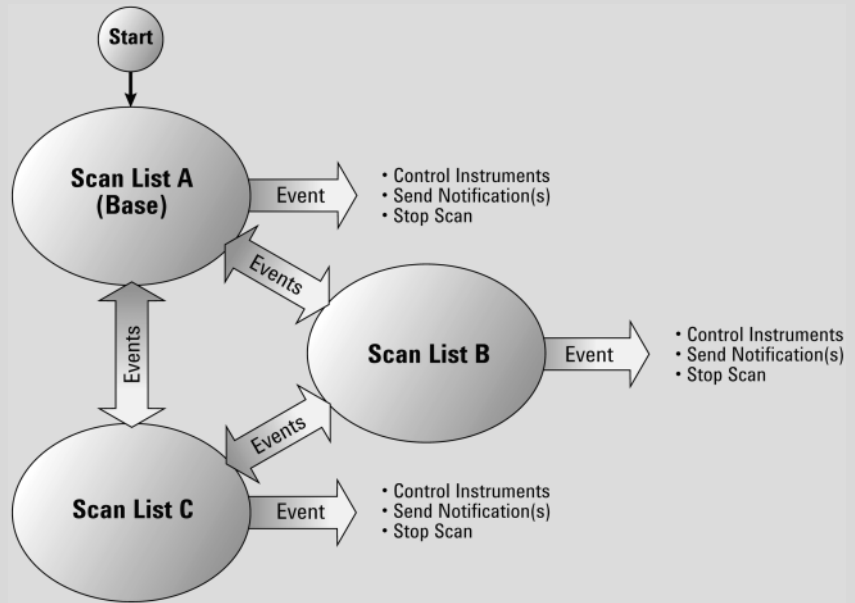 Start
Scan List A
(Base)
Event
• Control Instruments
• Send Notification(s)
• Stop Scan
Events
Events
Scan List B
Event
• Control Instruments
• Send Notification(s)
• Stop Scan
Events
Scan List C
Event
• Control Instruments
• Send Notification(s)
• Stop Scan